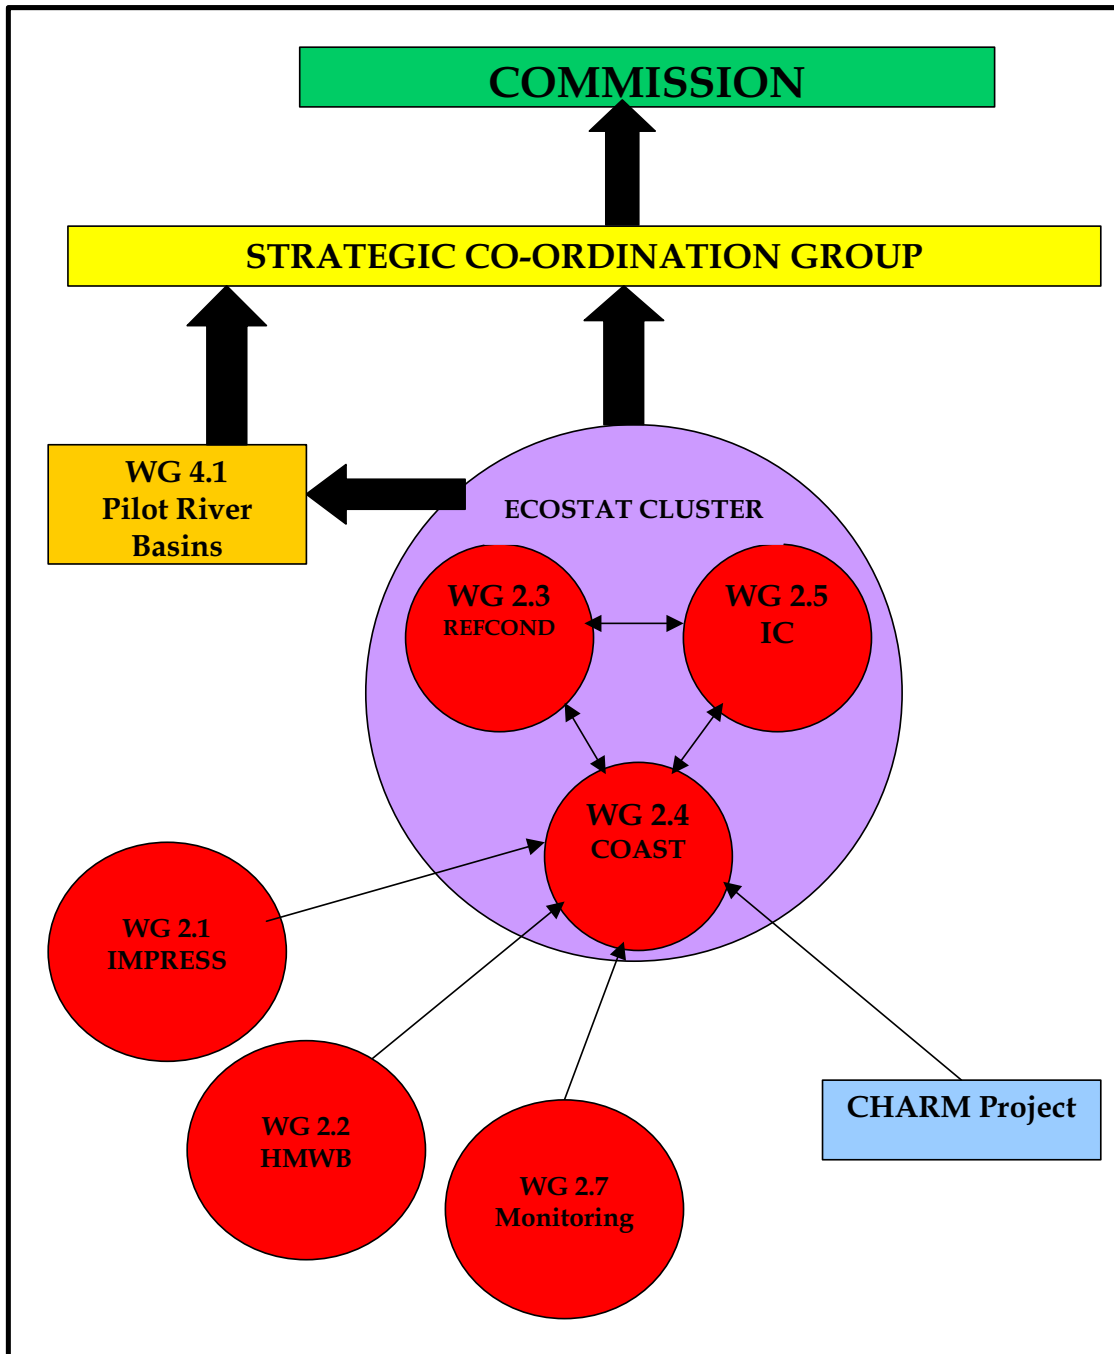 COMMISSION
STRATEGIC CO-ORDINATION GROUP
WG 4.1
Pilot River
Basins
ECOSTAT CLUSTER
WG 2.3
REFCOND
WG 2.5
IC
WG 2.4
COAST
WG 2.1
IMPRESS
WG 2.2
HMWB
WG 2.7
Monitoring
CHARM Project